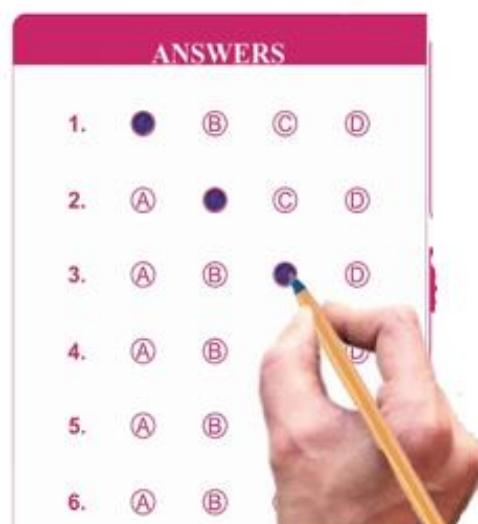 ANSWERS
1. Ⓑ Ⓒ Ⓓ
2. Ⓐ Ⓒ Ⓓ
3. Ⓐ Ⓑ Ⓓ
4. Ⓐ Ⓑ Ⓓ
5. Ⓐ Ⓑ
6. Ⓐ Ⓑ